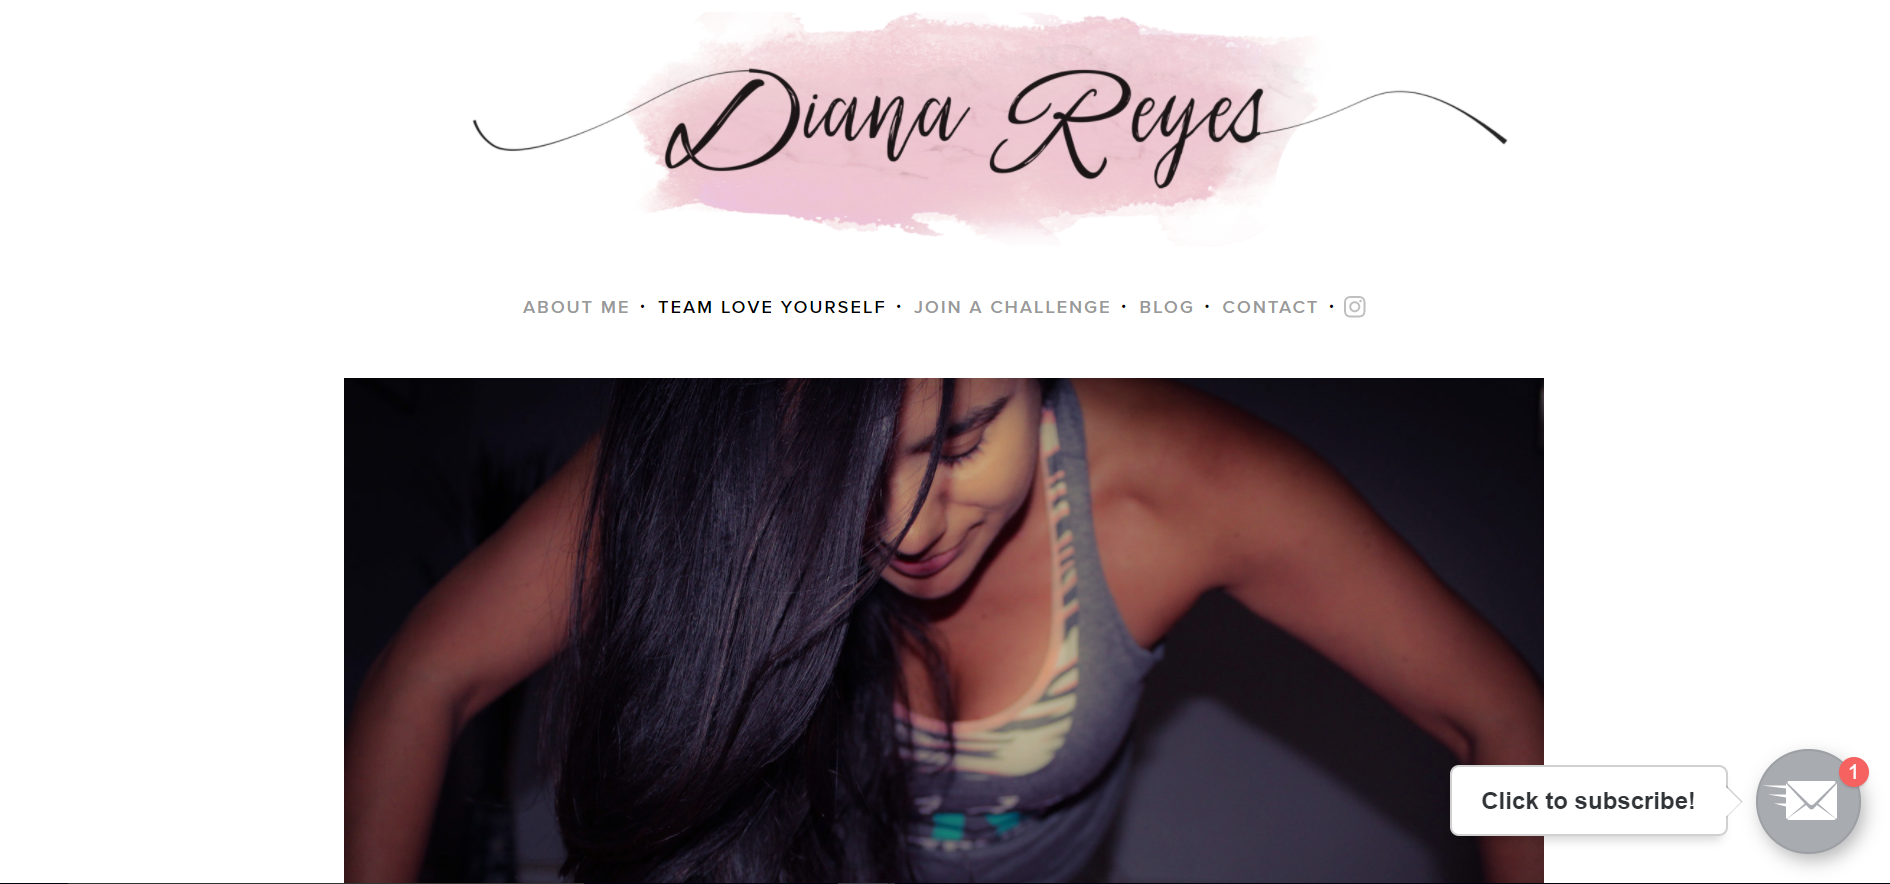 Diana Reyes
ABOUT ME • TEAM LOVE YOURSELF • JOIN A CHALLENGE • BLOG • CONTACT •
Click to subscribe!
1